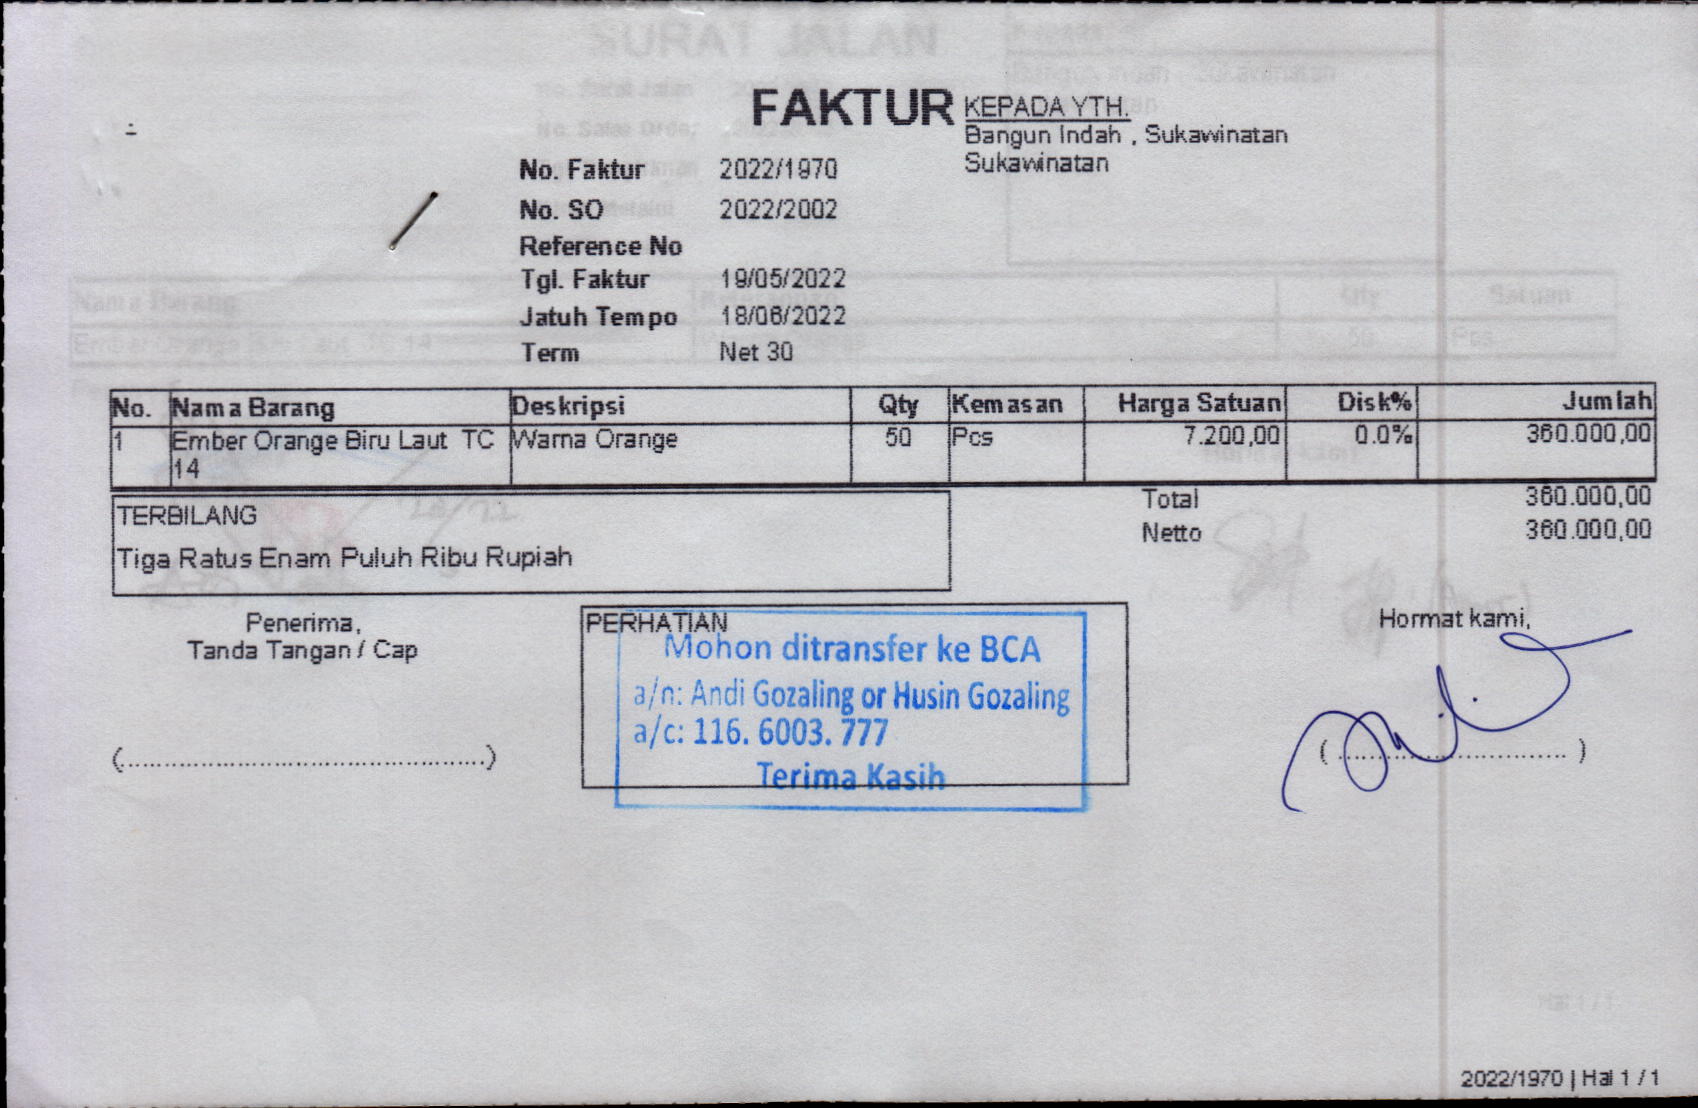 FAKTUR
KEPADA YTH.
Bangun Indah , Sukawinatan
Sukawinatan
No. Faktur 2022/1970
No. SO 2022/2002
Reference No
Tgl. Faktur 19/05/2022
Jatuh Tempo 18/06/2022
Term Net 30
No. Nama Barang Deskripsi Qty Kemasan Harga Satuan Disk% Jumlah
1 Ember Orange Biru Laut TC Warna Orange 50 Pcs 7.200,00 0.0% 360.000,00
14
Total 360.000,00
Netto 360.000,00
TERBILANG
Tiga Ratus Enam Puluh Ribu Rupiah
Penerima,
Tanda Tangan / Cap
(................................................)
PERHATIAN
Mohon ditransfer ke BCA
a/n: Andi Gozaling or Husin Gozaling
a/c: 116. 6003. 777
Terima Kasih
Hormat kami,
( .............................. )
2022/1970 | Hal 1 / 1